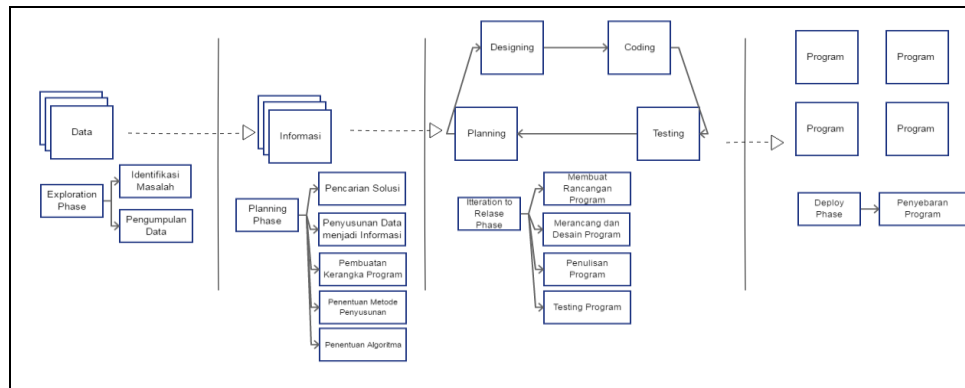 Data
Exploration
Phase
Identifikasi
Masalah
Pengumpulan
Data
Informasi
Planning
Phase
Pencarian Solusi
Penyusunan Data
menjadi Informasi
Pembuatan
Kerangka Program
Penentuan Metode
Penyusunan
Penentuan Algoritma
Designing
Coding
Planning
Testing
Itteration to
Relase Phase
Membuat
Rancangan
Program
Merancang dan
Desain Program
Penulisan
Program
Testing Program
Program
Program
Program
Program
Deploy
Phase
Penyebaran
Program